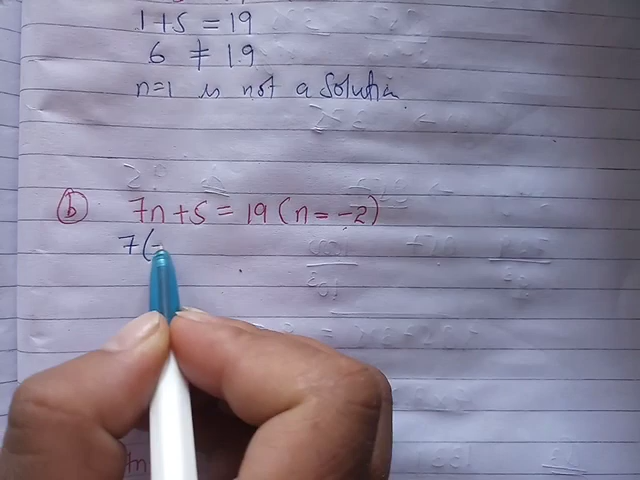 1+5 = 19
6 ≠ 19
n=1 is not a Solution
(b) 7n+5 = 19 (n = -2)
7(-